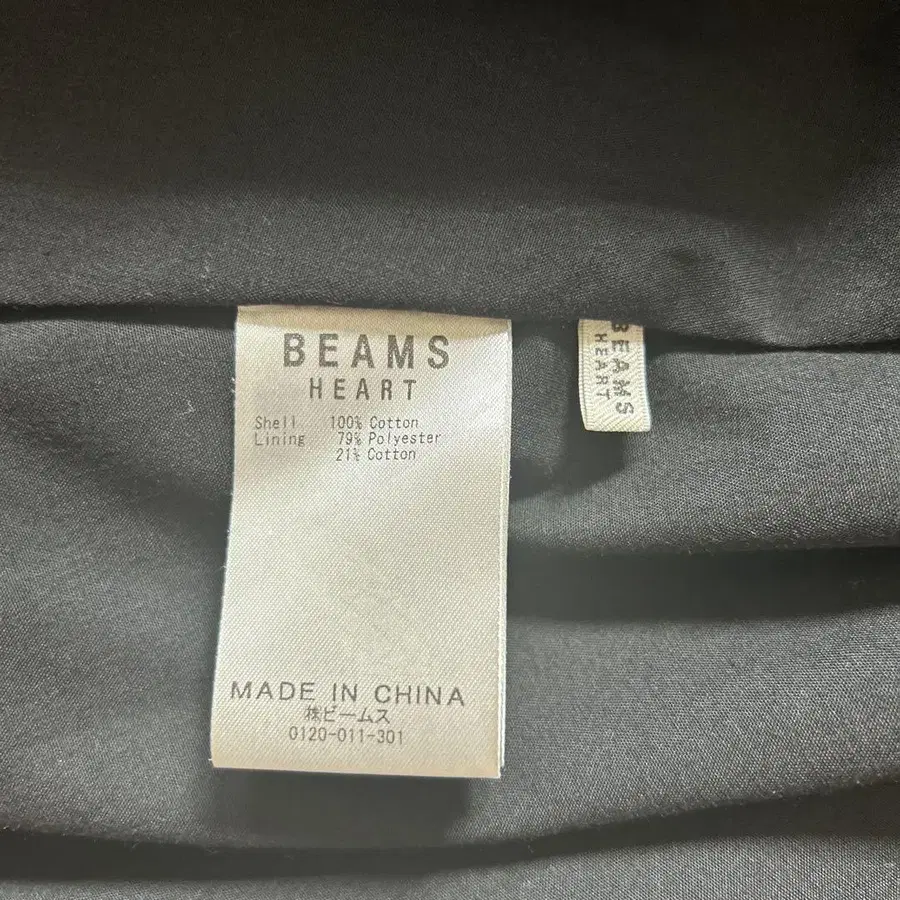 BEAMS
HEART
Shell 100% Cotton
Lining 79% Polyester
21% Cotton
MADE IN CHINA
㈱ビームス
0120-011-301
BEAMS
HEART